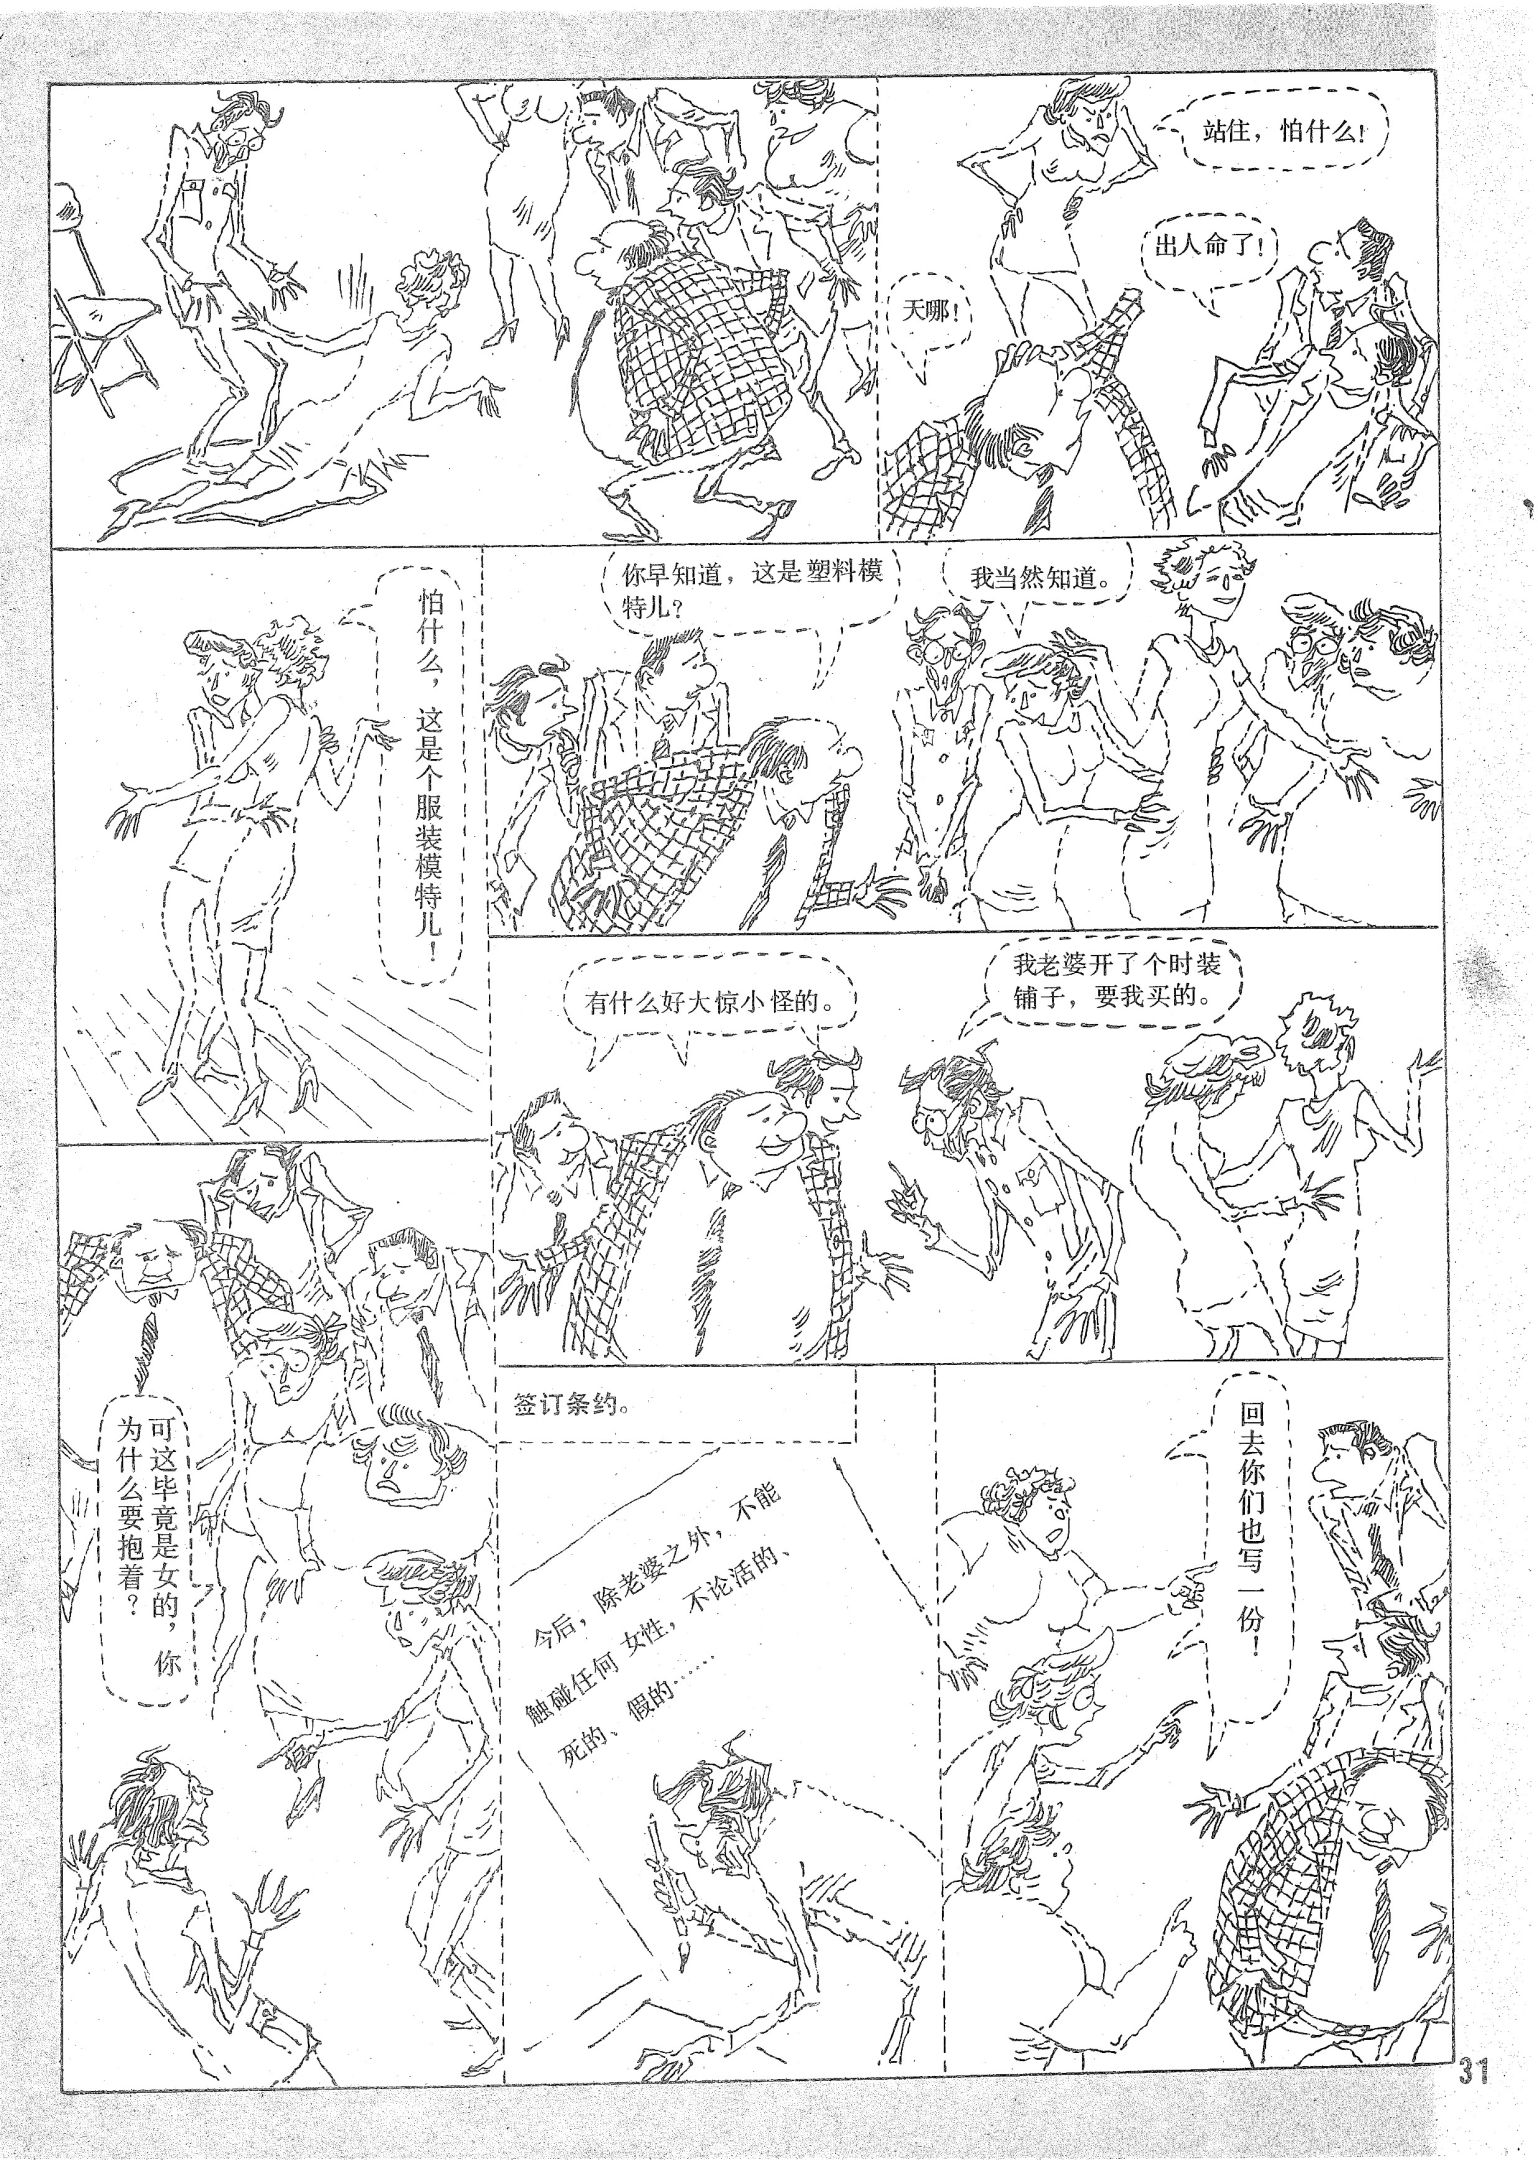 站住，怕什么！
出人命了！
天哪！
怕什么，这是个服装模特儿！
你早知道，这是塑料模
特儿？
我当然知道。
有什么好大惊小怪的。
我老婆开了个时装
铺子，要我买的。
可这毕竟是女的，你
为什么要抱着？
签订条约。
今后，除老婆之外，不能
触碰任何女性，不论活的、
死的、假的……
回去你们也写一份！
31